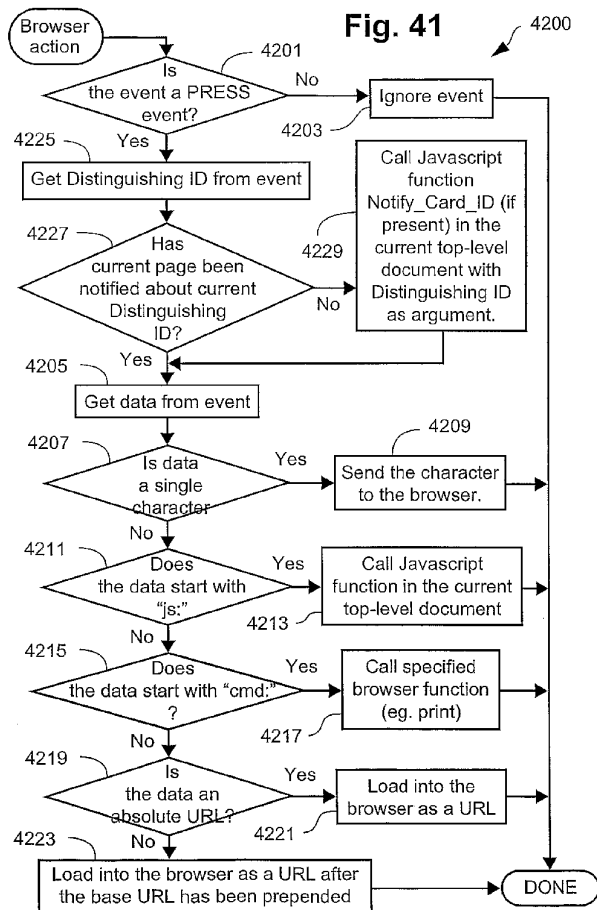 Fig. 41
4200
Browser
action
4201
Is
the event a PRESS
event?
No
Ignore event
4203
Yes
4225
Get Distinguishing ID from event
4227
Has
current page been
notified about current
Distinguishing
ID?
No
4229
Call Javascript
function
Notify_Card_ID (if
present) in the
current top-level
document with
Distinguishing ID
as argument.
Yes
4205
Get data from event
4207
Is data
a single
character
Yes
4209
Send the character
to the browser.
No
4211
Does
the data start with
“js:”
Yes
Call Javascript
function in the current
top-level document
4213
No
4215
Does
the data start with “cmd:”
?
Yes
Call specified
browser function
(eg. print)
4217
No
4219
Is
the data an
absolute URL?
Yes
Load into the
browser as a URL
4221
No
4223
Load into the browser as a URL after
the base URL has been prepended
DONE